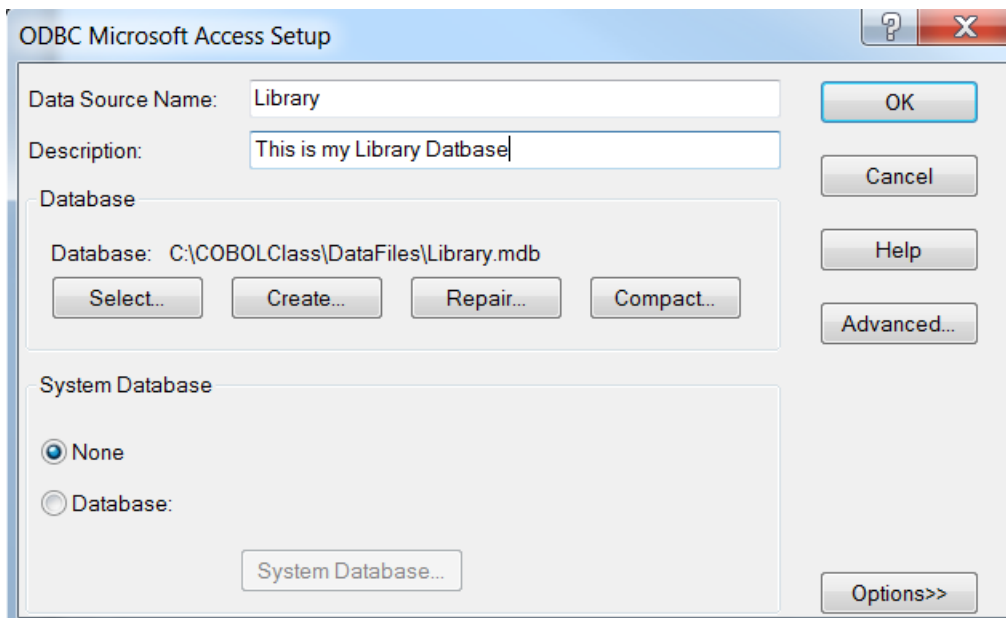 ODBC Microsoft Access Setup
Data Source Name: Library
OK
Description: This is my Library Datbase
Cancel
Database
Database: C:\COBOLClass\DataFiles\Library.mdb
Help
Select... Create... Repair... Compact...
Advanced...
System Database
None
Database:
System Database...
Options>>